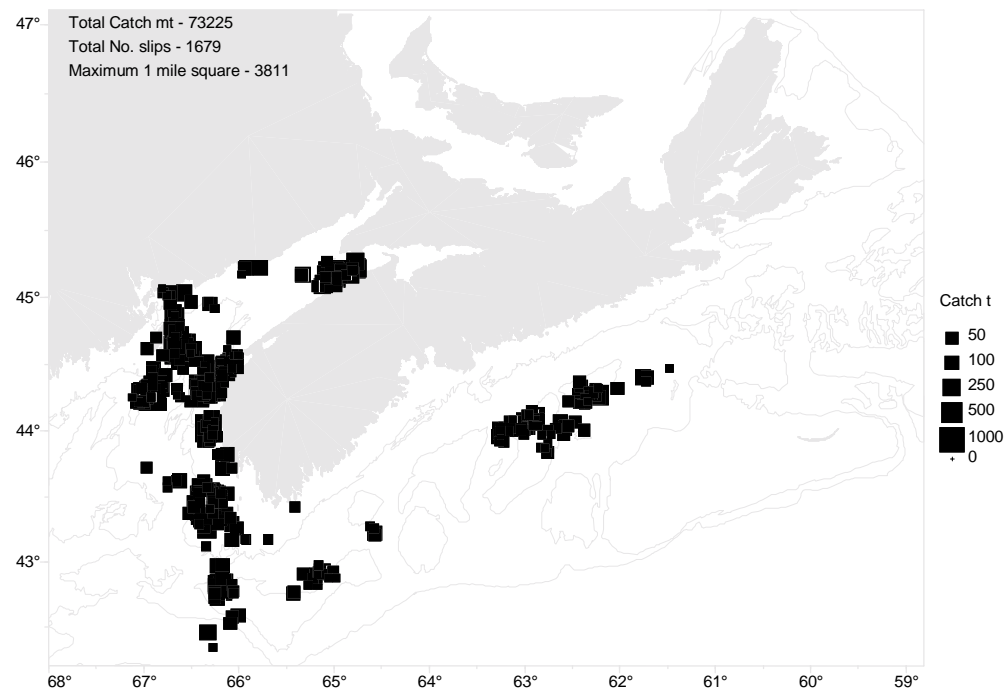 Total Catch mt - 73225
Total No. slips - 1679
Maximum 1 mile square - 3811
47°
46°
45°
44°
43°
Catch t
50
100
250
500
1000
0
68° 67° 66° 65° 64° 63° 62° 61° 60° 59°